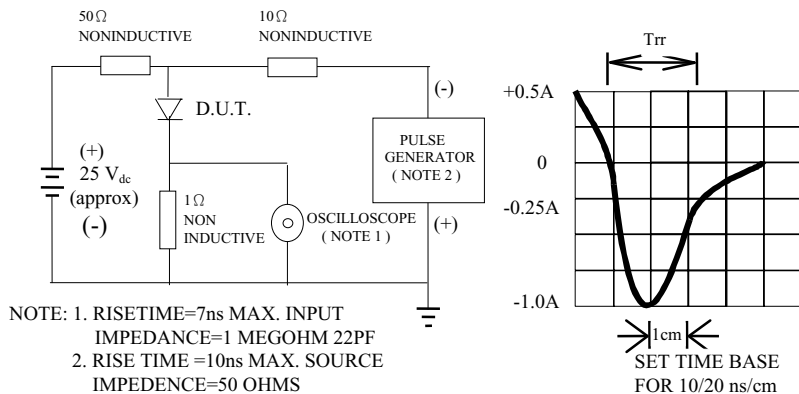 50Ω
NONINDUCTIVE
10Ω
NONINDUCTIVE
D.U.T.
(+)
25 Vdc
(approx)
(-)
1Ω
NON
INDUCTIVE
OSCILLOSCOPE
( NOTE 1 )
(-)
PULSE
GENERATOR
( NOTE 2 )
(+)
Trr
+0.5A
0
-0.25A
-1.0A
1cm
SET TIME BASE
FOR 10/20 ns/cm
NOTE: 1. RISETIME=7ns MAX. INPUT
IMPEDANCE=1 MEGOHM 22PF
2. RISE TIME =10ns MAX. SOURCE
IMPEDENCE=50 OHMS